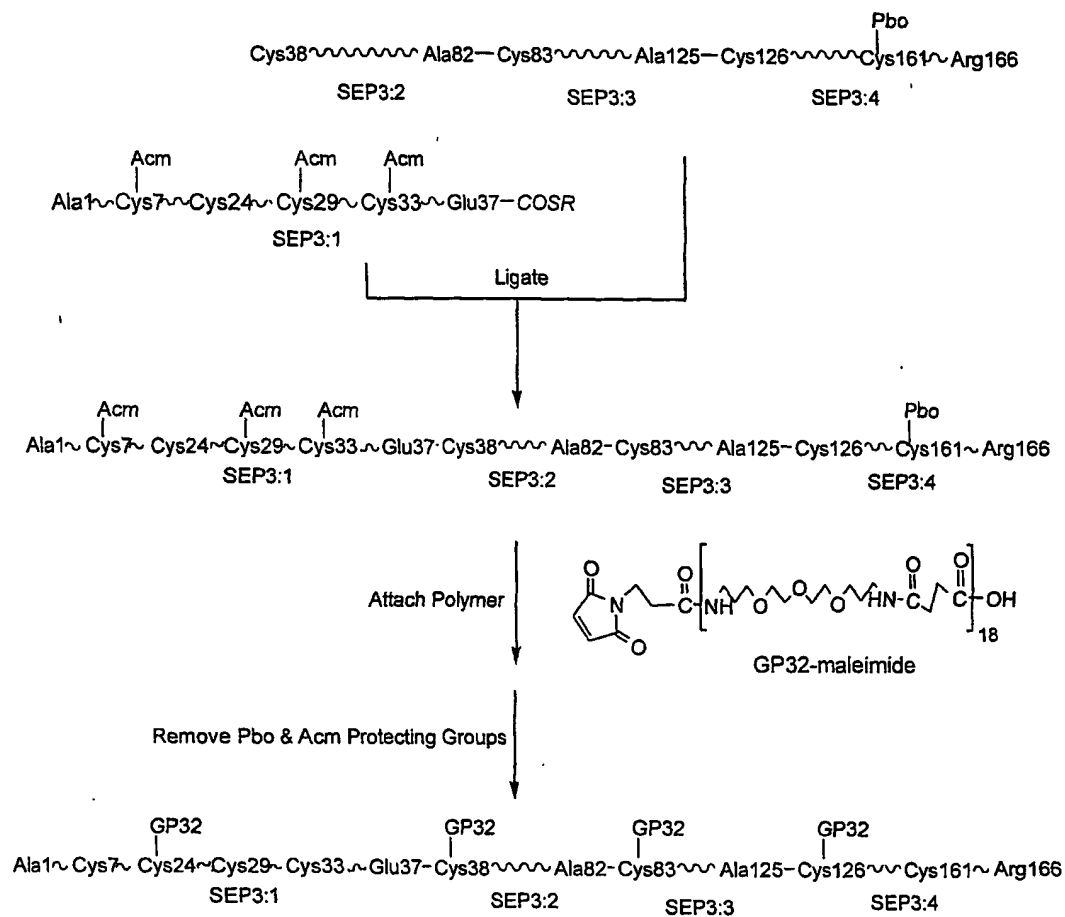 Pbo
Cys38 Ala82–Cys83 Ala125–Cys126 Cys161 Arg166
SEP3:2 SEP3:3 SEP3:4
Acm Acm Acm
Ala1 Cys7 Cys24 Cys29 Cys33 Glu37–COSR
SEP3:1
Ligate
Acm Acm Acm Pbo
Ala1 Cys7 Cys24 Cys29 Cys33 Glu37·Cys38 Ala82–Cys83 Ala125–Cys126 Cys161 Arg166
SEP3:1 SEP3:2 SEP3:3 SEP3:4
Attach Polymer
O O N O C NH O O O HN C O C O OH
18
GP32-maleimide
Remove Pbo & Acm Protecting Groups
GP32 GP32 GP32 GP32
Ala1 Cys7 Cys24 Cys29 Cys33 Glu37–Cys38 Ala82–Cys83 Ala125–Cys126 Cys161 Arg166
SEP3:1 SEP3:2 SEP3:3 SEP3:4